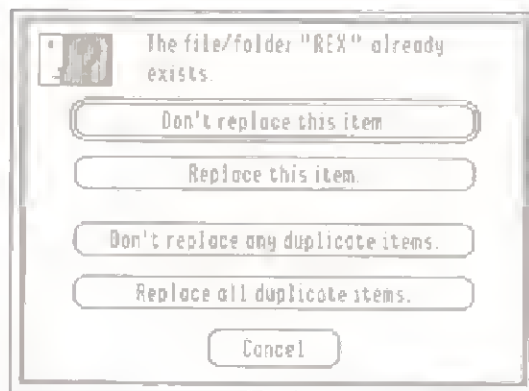 The file/folder "REX" already
exists.
Don't replace this item
Replace this item.
Don't replace any duplicate items.
Replace all duplicate items.
Cancel